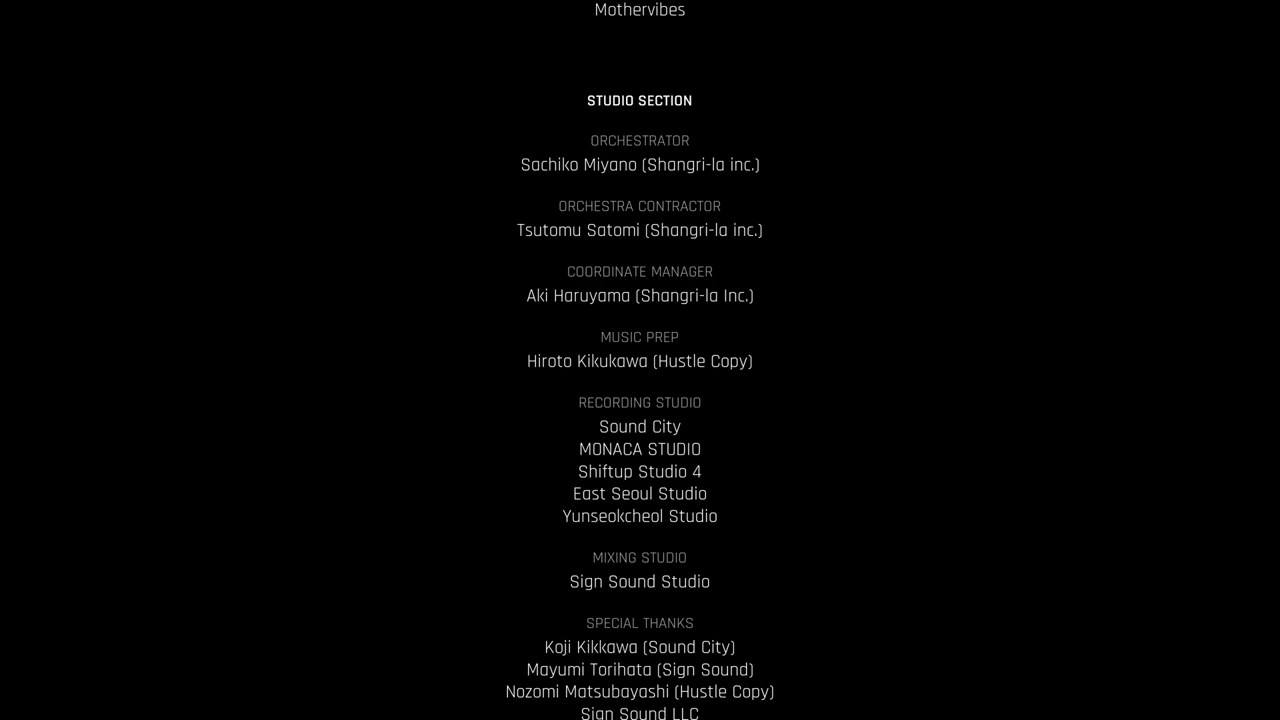 Mothervibes
STUDIO SECTION
ORCHESTRATOR
Sachiko Miyano (Shangri-la inc.)
ORCHESTRA CONTRACTOR
Tsutomu Satomi (Shangri-la inc.)
COORDINATE MANAGER
Aki Haruyama (Shangri-la Inc.)
MUSIC PREP
Hiroto Kikukawa (Hustle Copy)
RECORDING STUDIO
Sound City
MONACA STUDIO
Shiftup Studio 4
East Seoul Studio
Yunseokcheol Studio
MIXING STUDIO
Sign Sound Studio
SPECIAL THANKS
Koji Kikkawa (Sound City)
Mayumi Torihata (Sign Sound)
Nozomi Matsubayashi (Hustle Copy)
Sign Sound LLC